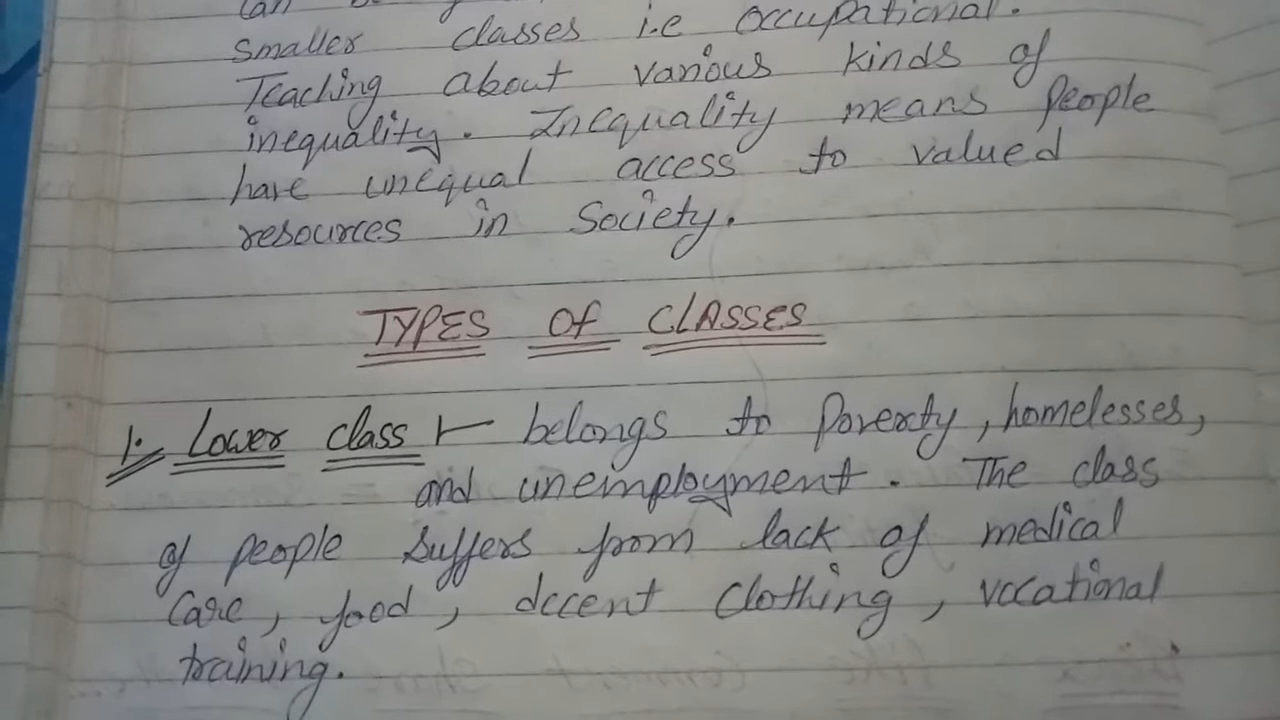 can
smaller classes i.e occupational.
Teaching about various kinds of
inequality. Inequality means people
have unequal access to valued
resources in Society.
TYPES OF CLASSES
1. Lower class :- belongs to Poverty, homelesses,
and unemployment. The class
of people suffers from lack of medical
Care, food, decent clothing, vocational
training.